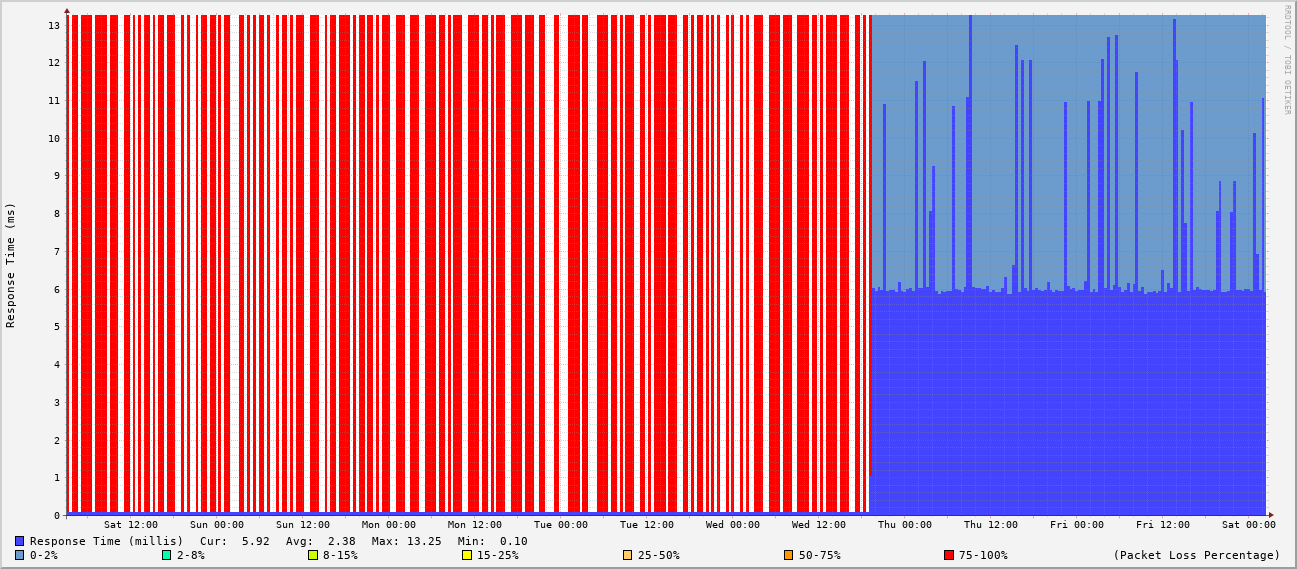 RRDTOOL / TOBI OETIKER
Response Time (ms)
13
12
11
10
9
8
7
6
5
4
3
2
1
0
Sat 12:00 Sun 00:00 Sun 12:00 Mon 00:00 Mon 12:00 Tue 00:00 Tue 12:00 Wed 00:00 Wed 12:00 Thu 00:00 Thu 12:00 Fri 00:00 Fri 12:00 Sat 00:00
Response Time (millis) Cur: 5.92 Avg: 2.38 Max: 13.25 Min: 0.10
0-2% 2-8% 8-15% 15-25% 25-50% 50-75% 75-100% (Packet Loss Percentage)